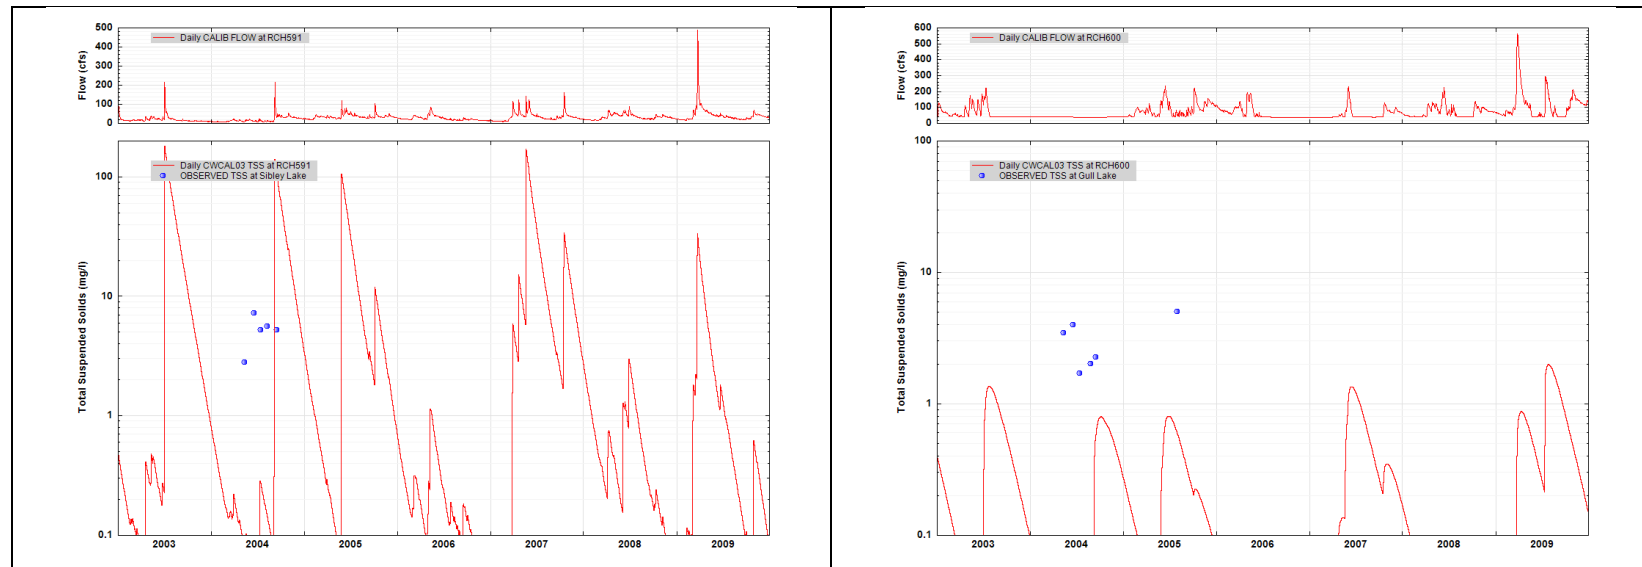 500
400
300
200
100
0
Flow (cfs)
Daily CALIB FLOW at RCH591
100
10
1
0.1
Total Suspended Solids (mg/l)
Daily CWCAL03 TSS at RCH591
OBSERVED TSS at Sibley Lake
2003 2004 2005 2006 2007 2008 2009
600
500
400
300
200
100
0
Flow (cfs)
Daily CALIB FLOW at RCH600
100
10
1
0.1
Total Suspended Solids (mg/l)
Daily CWCAL03 TSS at RCH600
OBSERVED TSS at Gull Lake
2003 2004 2005 2006 2007 2008 2009